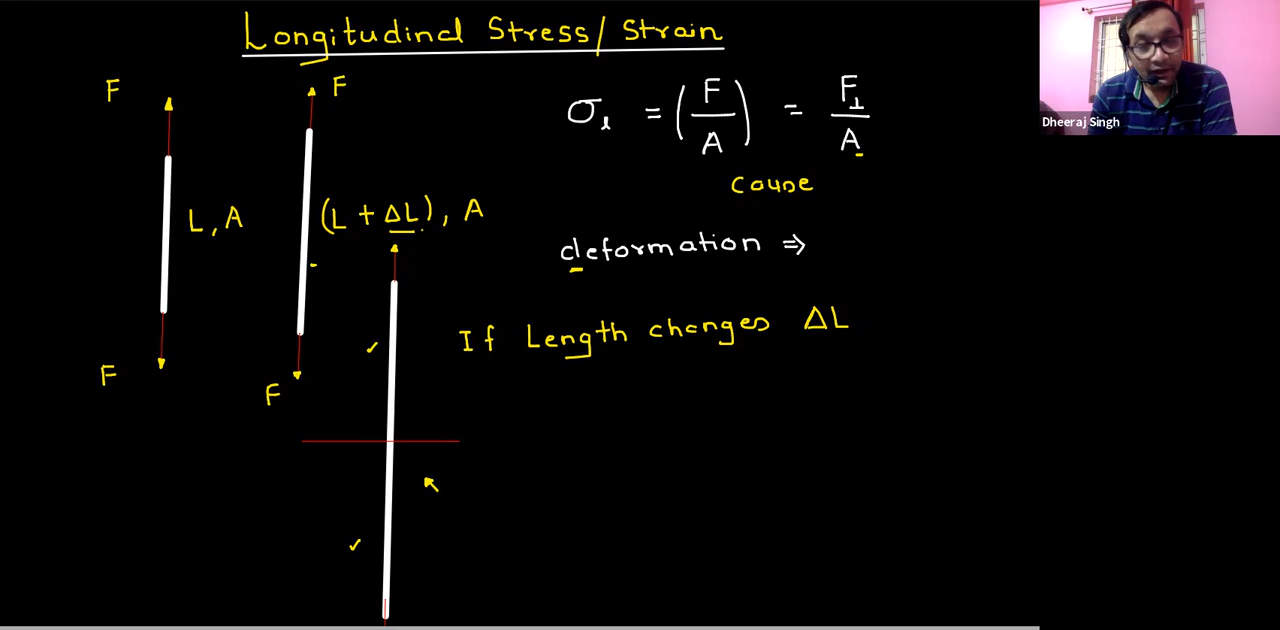 Longitudinal Stress/Strain
F
F
σₗ = (F/A) = F⊥/A
Cause
L, A
(L + ΔL), A
deformation ⇒
If Length changes ΔL
F
F
Dheeraj Singh